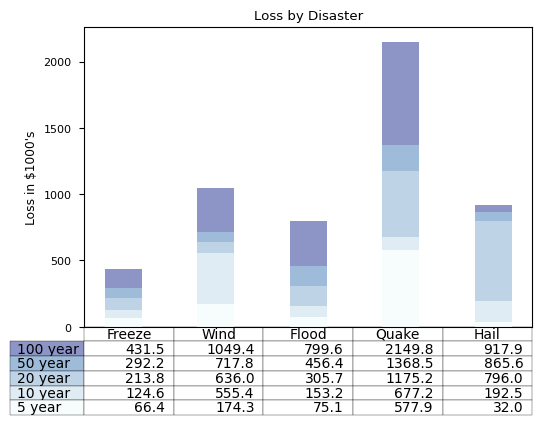 Loss by Disaster
Loss in $1000's
2000
1500
1000
500
0
Freeze Wind Flood Quake Hail
100 year 431.5 1049.4 799.6 2149.8 917.9
50 year 292.2 717.8 456.4 1368.5 865.6
20 year 213.8 636.0 305.7 1175.2 796.0
10 year 124.6 555.4 153.2 677.2 192.5
5 year 66.4 174.3 75.1 577.9 32.0